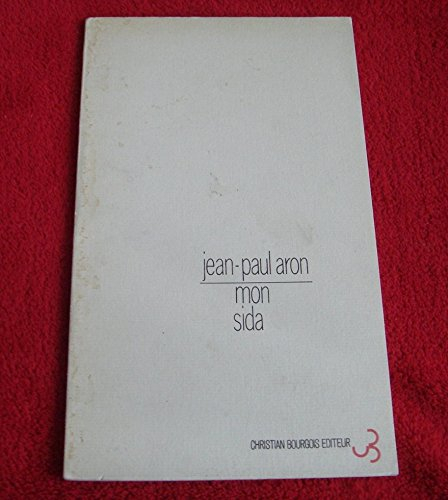 jean-paul aron
mon
sida
CHRISTIAN BOURGOIS EDITEUR